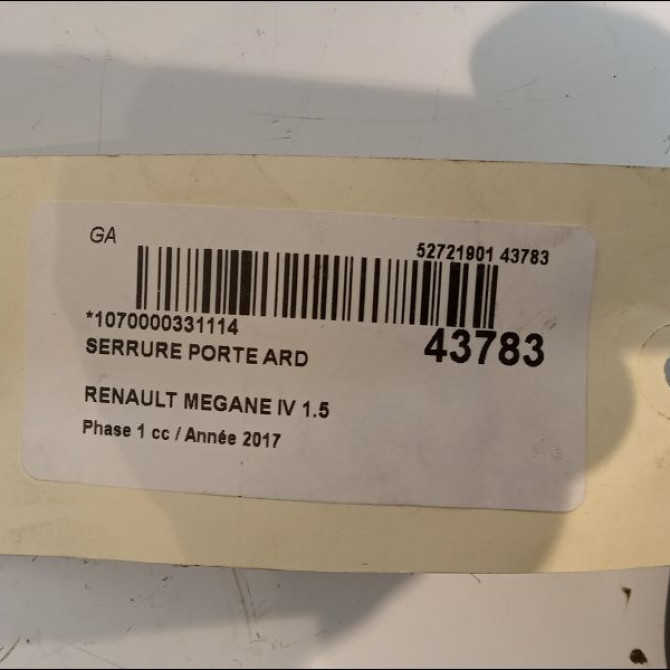 GA
52721901 43783
*1070000331114
43783
SERRURE PORTE ARD
RENAULT MEGANE IV 1.5
Phase 1 cc / Année 2017